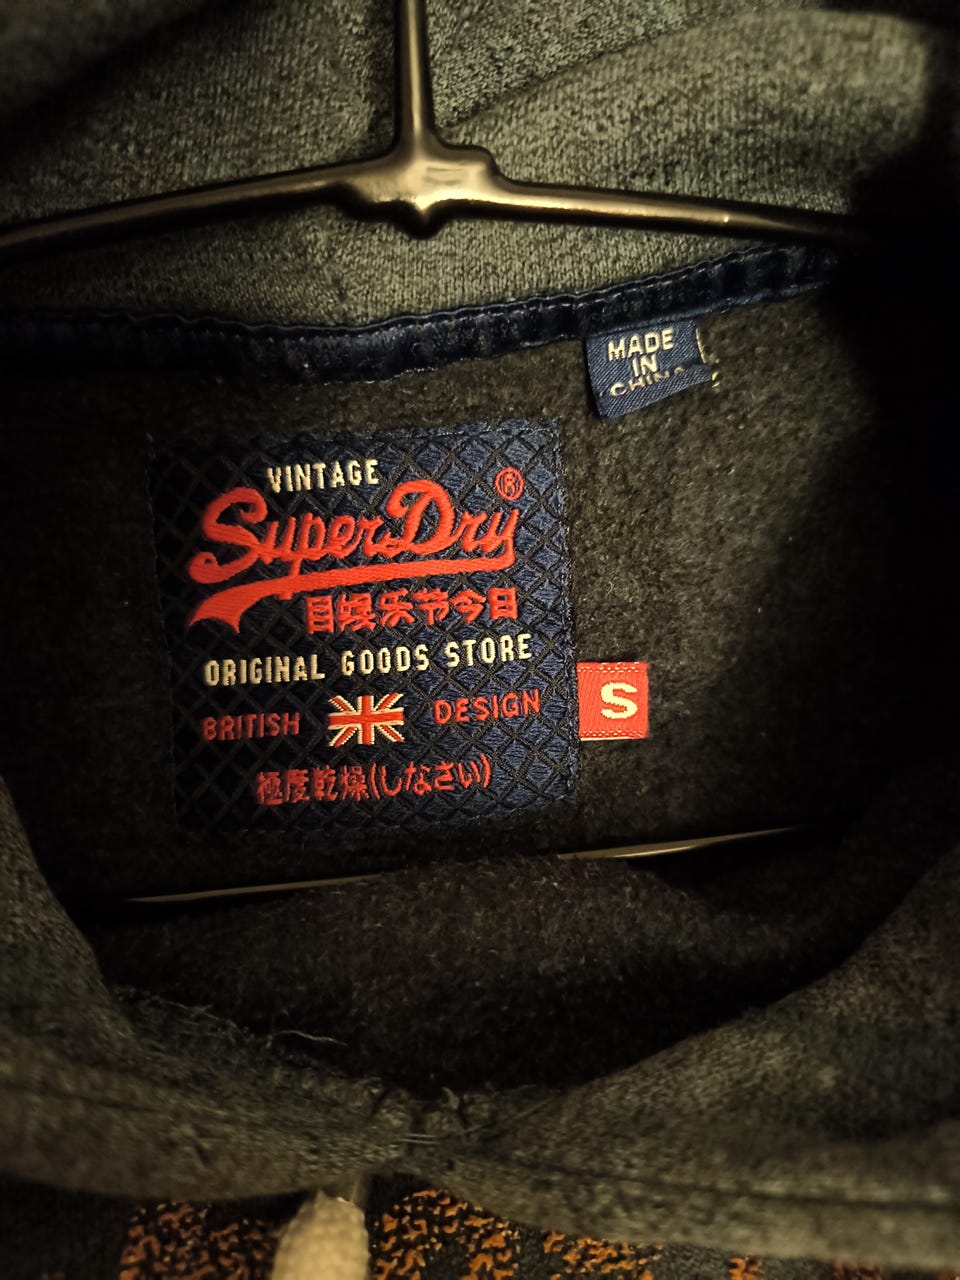 MADE
IN
CHINA
VINTAGE
SuperDry®
目娱乐节今日
ORIGINAL GOODS STORE
BRITISH DESIGN
S
極度乾燥(しなさい)